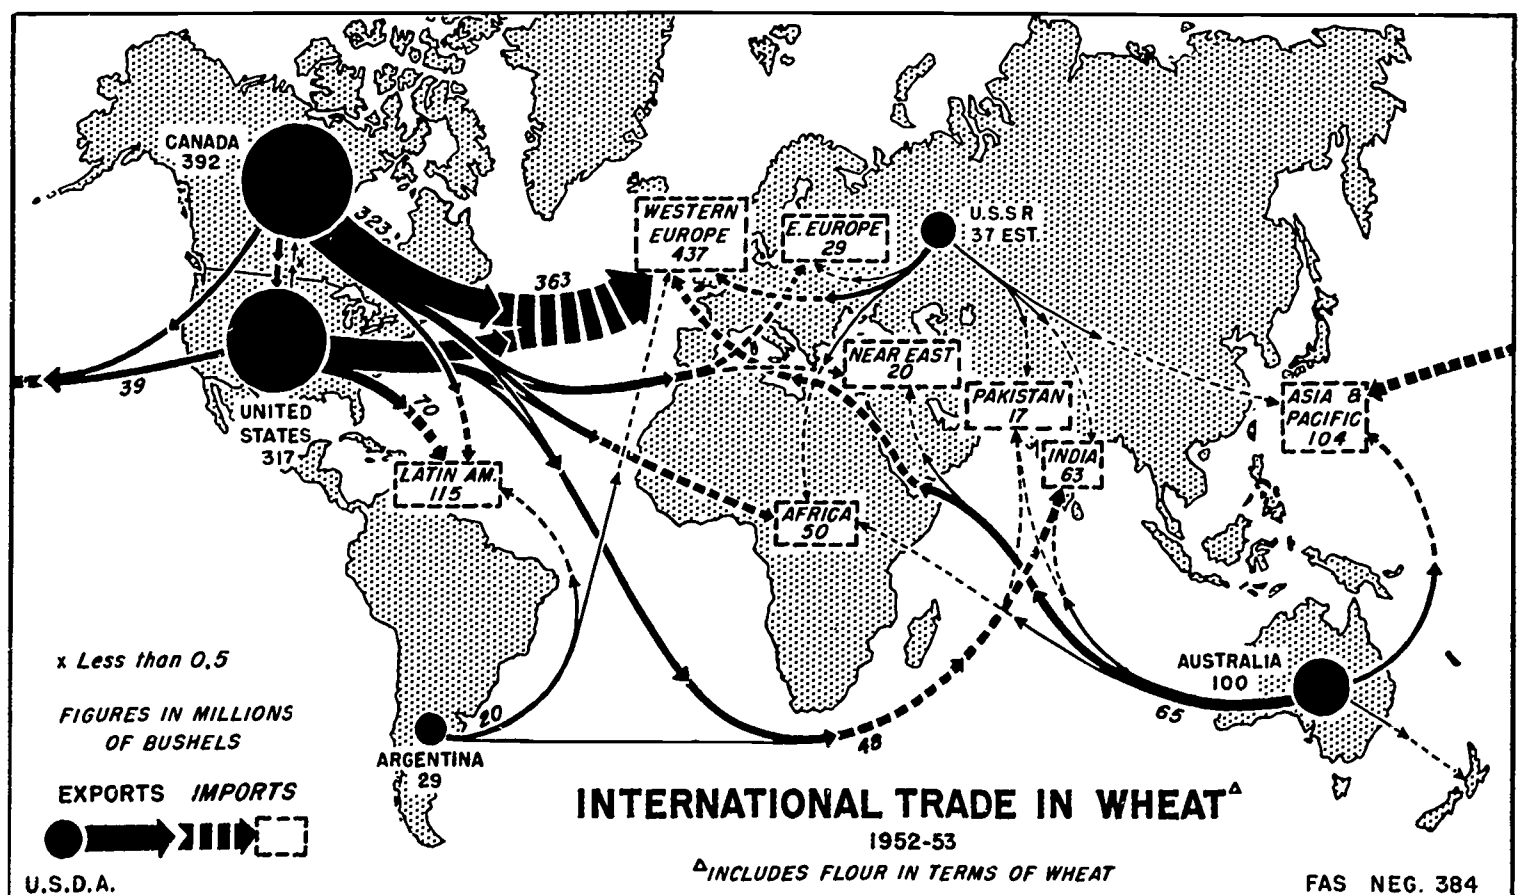 CANADA
392
323
363
WESTERN
EUROPE
437
E. EUROPE
29
U.S.S R
37 EST.
x
39
UNITED
STATES
317
70
LATIN AM.
115
NEAR EAST
20
PAKISTAN
17
INDIA
63
ASIA &
PACIFIC
104
AFRICA
50
AUSTRALIA
100
65
48
20
ARGENTINA
29
x Less than 0.5
FIGURES IN MILLIONS
OF BUSHELS
EXPORTS IMPORTS
INTERNATIONAL TRADE IN WHEAT Δ
1952-53
Δ INCLUDES FLOUR IN TERMS OF WHEAT
U.S.D.A.
FAS NEG. 384